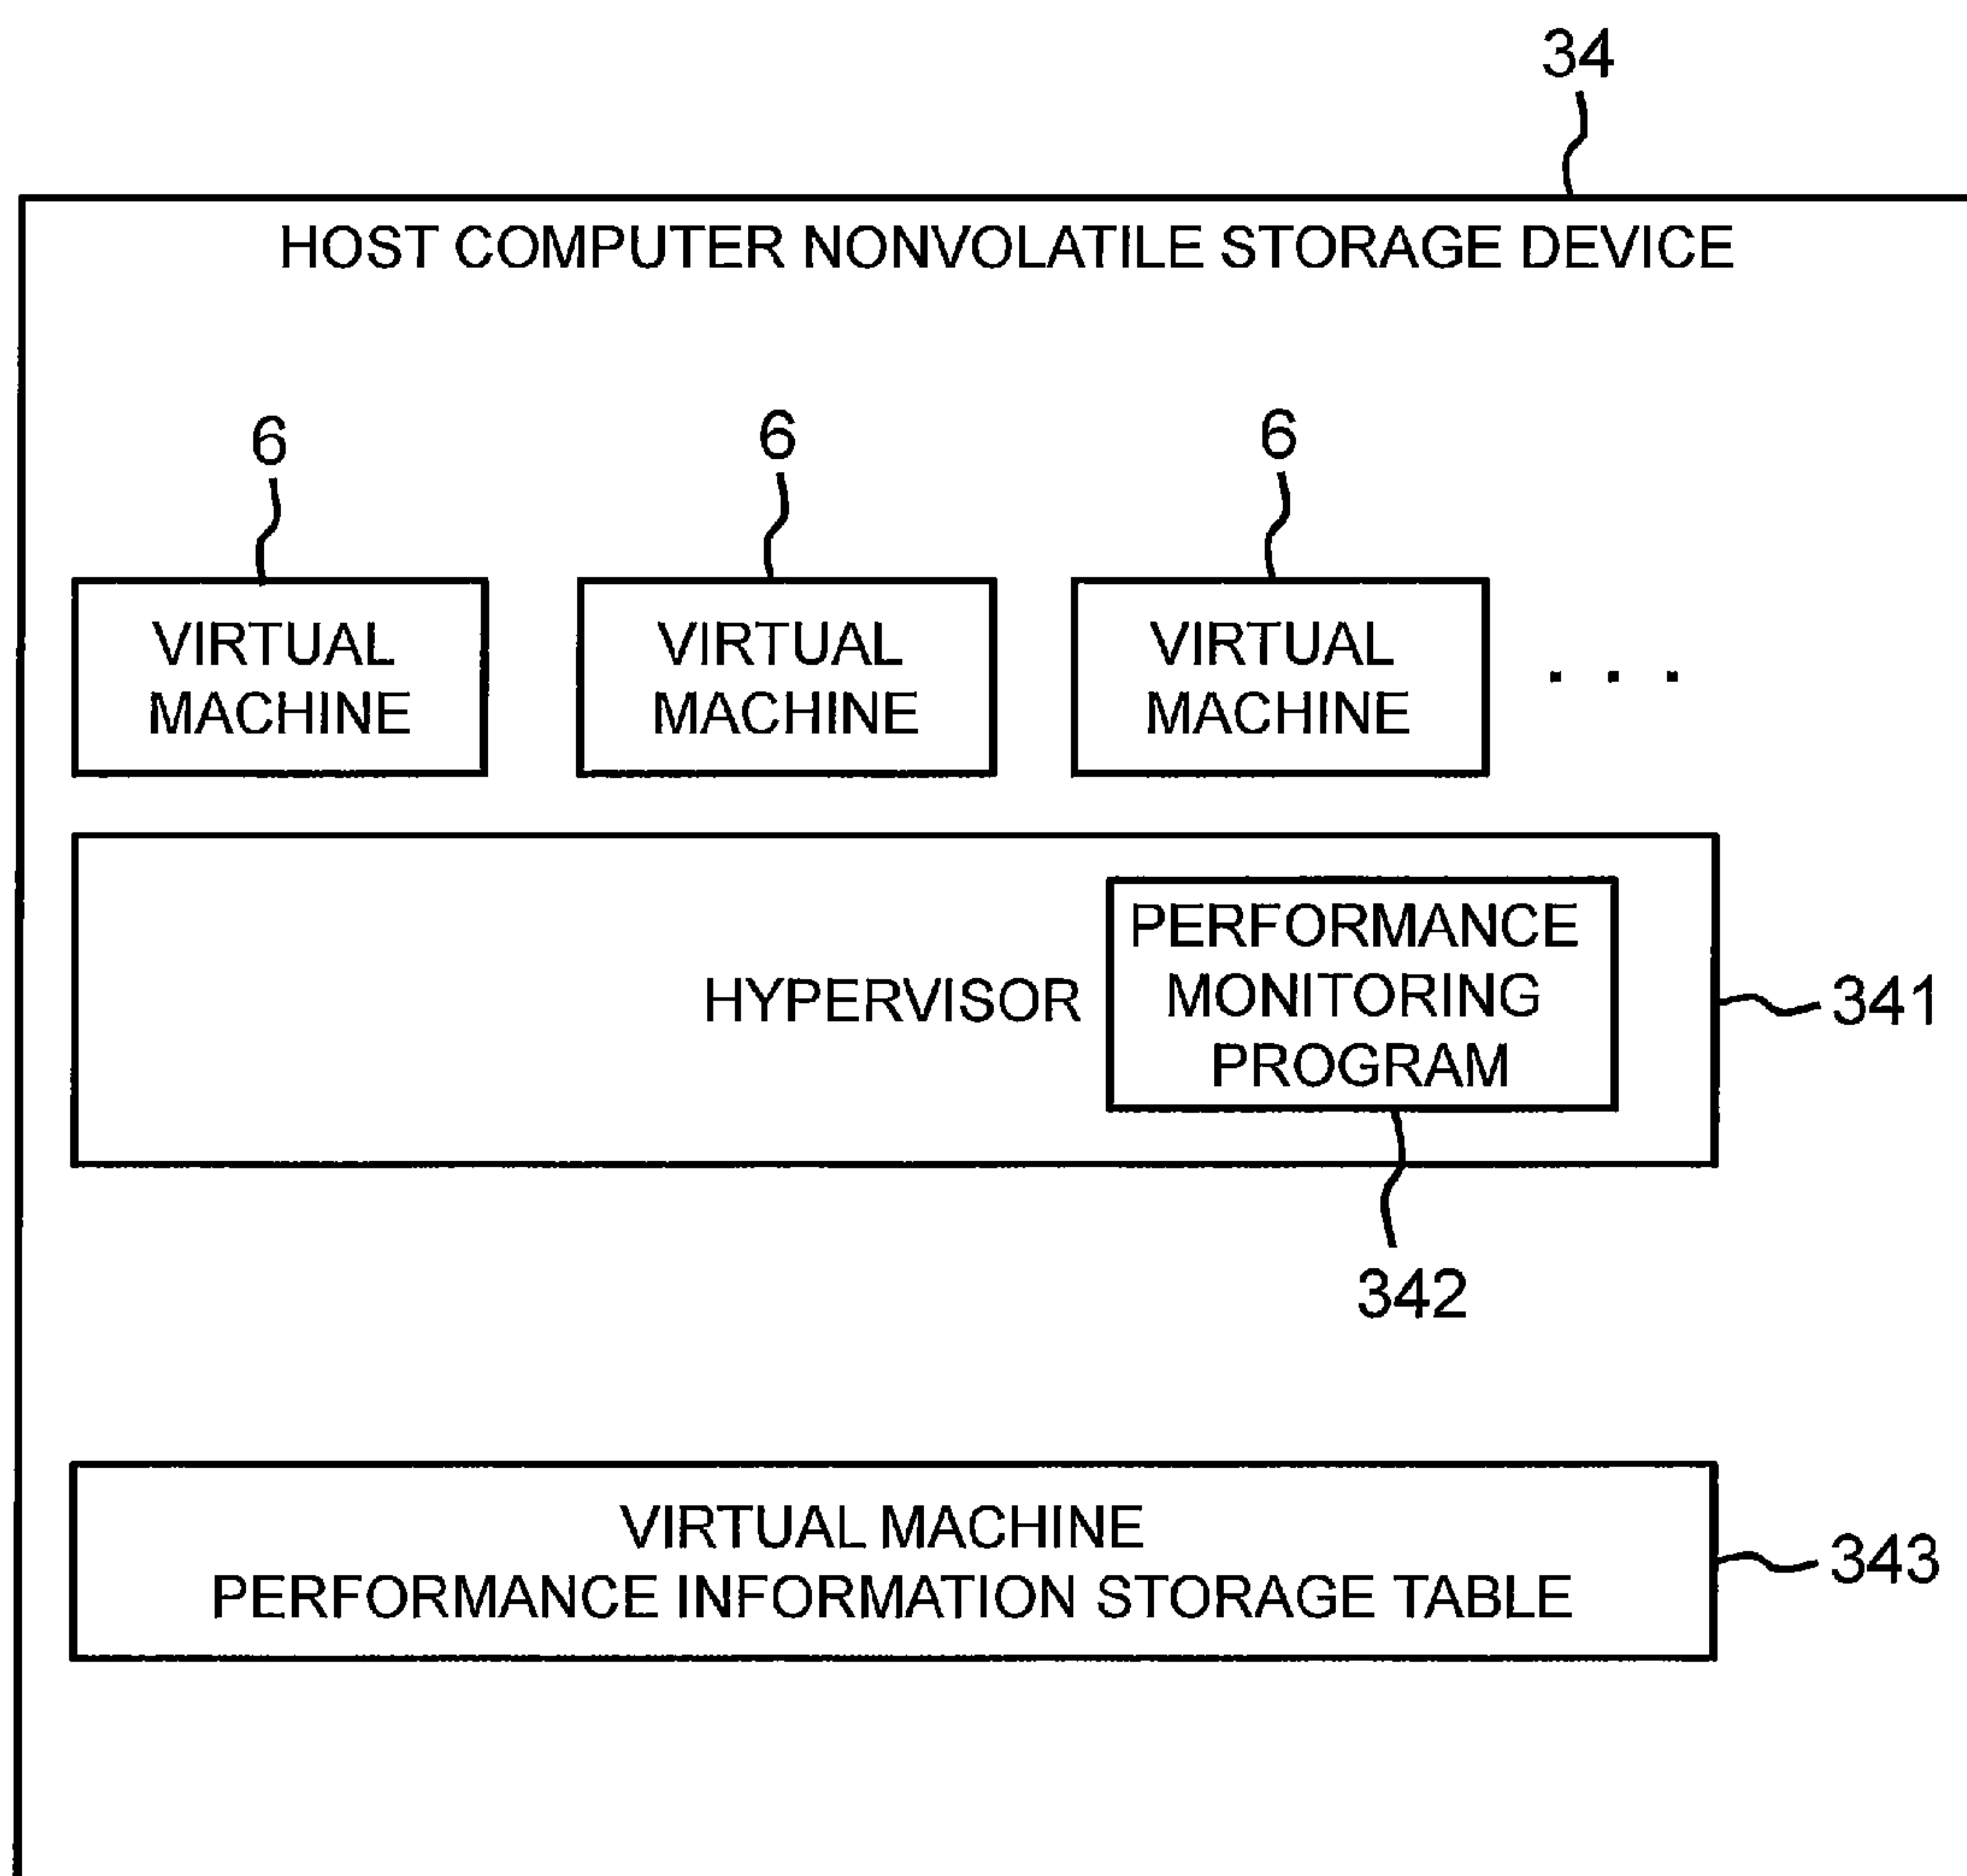 34
HOST COMPUTER NONVOLATILE STORAGE DEVICE
6 6 6
VIRTUAL MACHINE
VIRTUAL MACHINE
VIRTUAL MACHINE
. . .
HYPERVISOR
PERFORMANCE
MONITORING
PROGRAM
341
342
VIRTUAL MACHINE
PERFORMANCE INFORMATION STORAGE TABLE
343